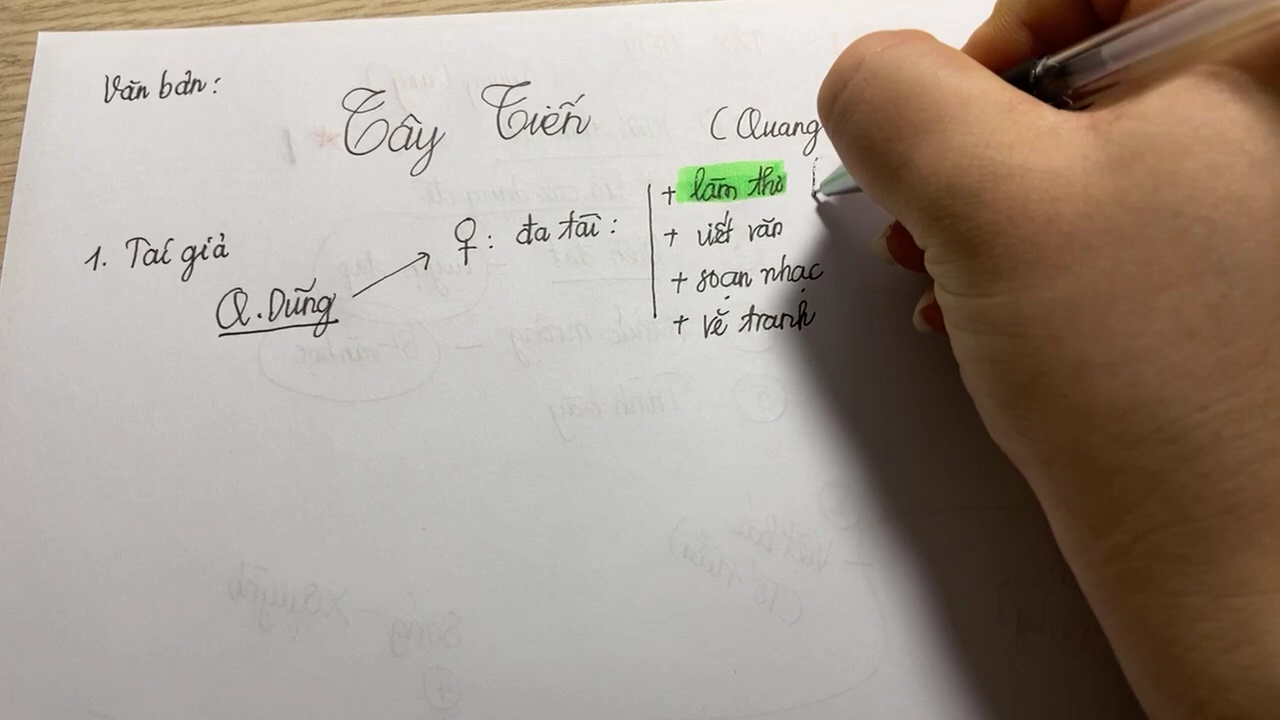 Văn bản:
Tây Tiến (Quang
1. Tác giả
Q. Dũng
♀: đa tài:
+ làm thơ
+ viết văn
+ soạn nhạc
+ vẽ tranh